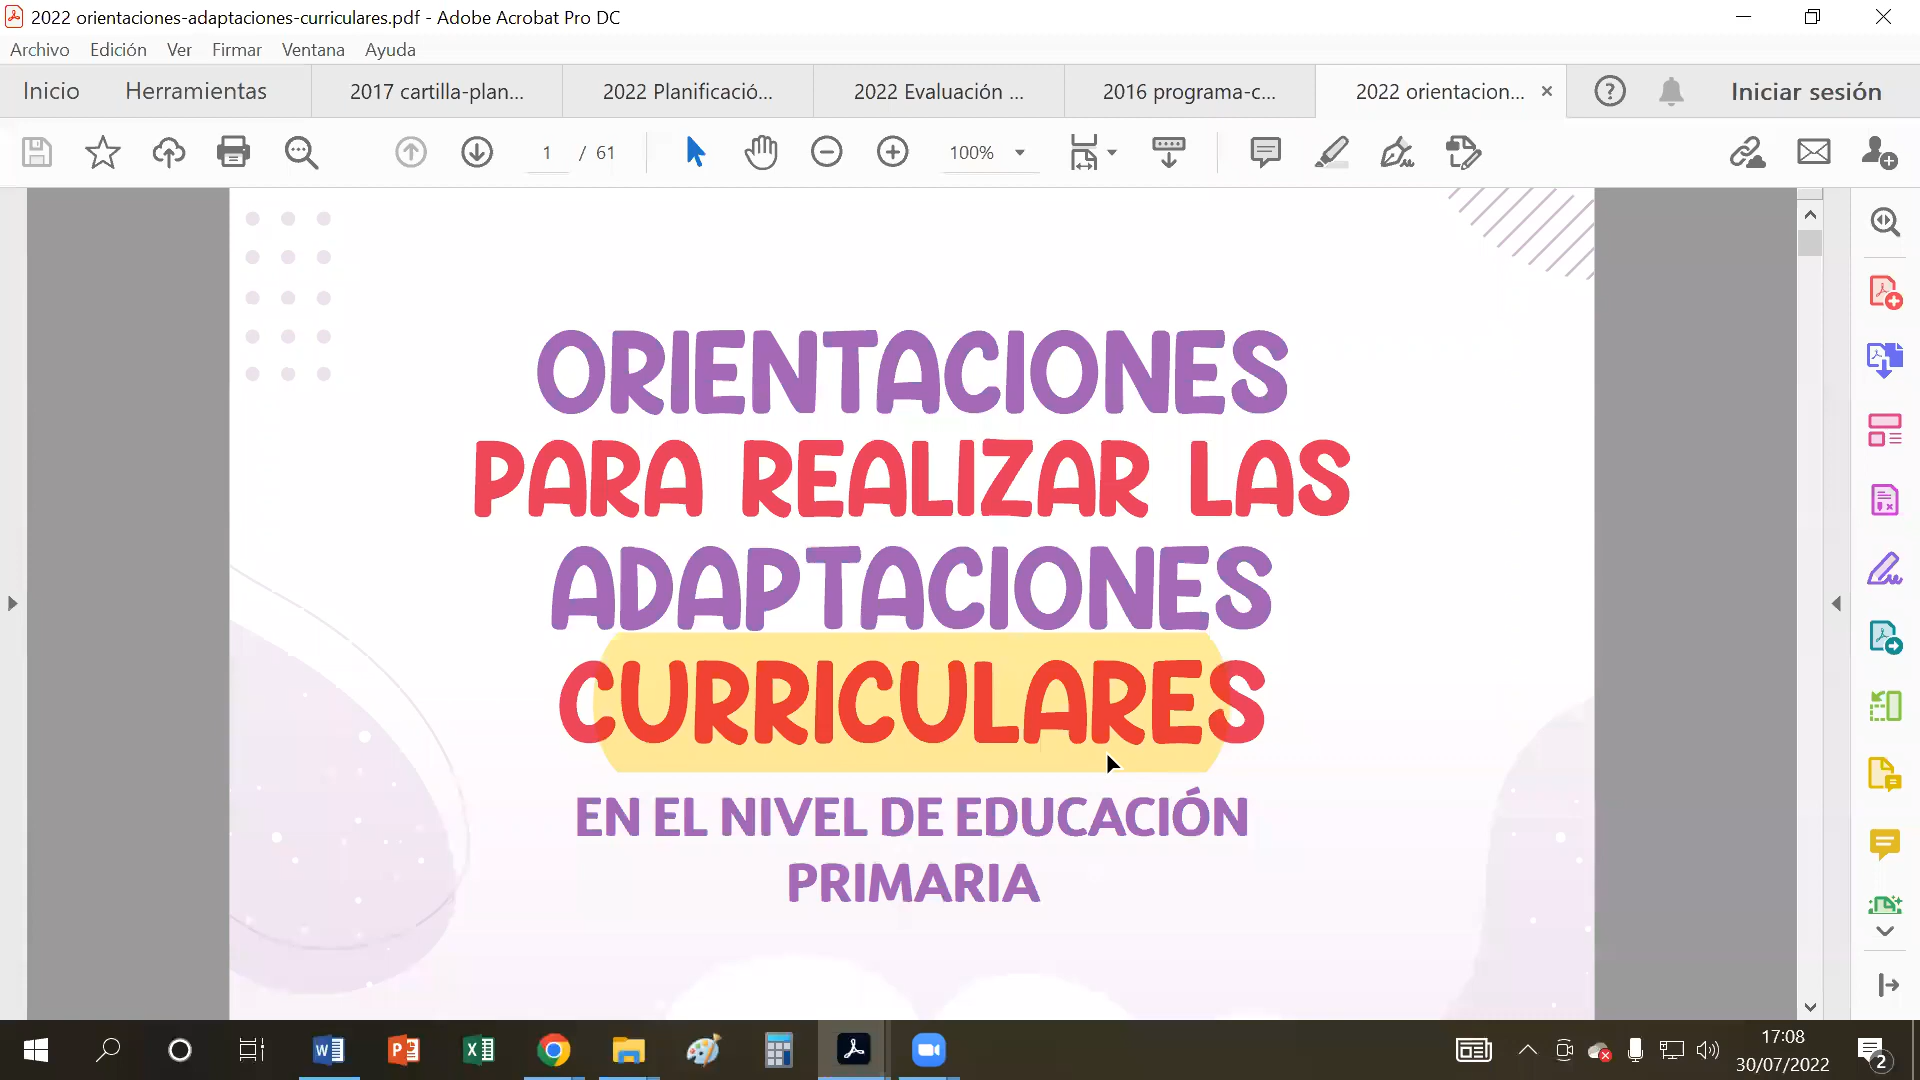 2022 orientaciones-adaptaciones-curriculares.pdf - Adobe Acrobat Pro DC
Archivo Edición Ver Firmar Ventana Ayuda
Inicio Herramientas 2017 cartilla-plan... 2022 Planificació... 2022 Evaluación ... 2016 programa-c... 2022 orientacion... × Iniciar sesión
1 / 61 100%
ORIENTACIONES
PARA REALIZAR LAS
ADAPTACIONES
CURRICULARES
EN EL NIVEL DE EDUCACIÓN
PRIMARIA
17:08
30/07/2022
2